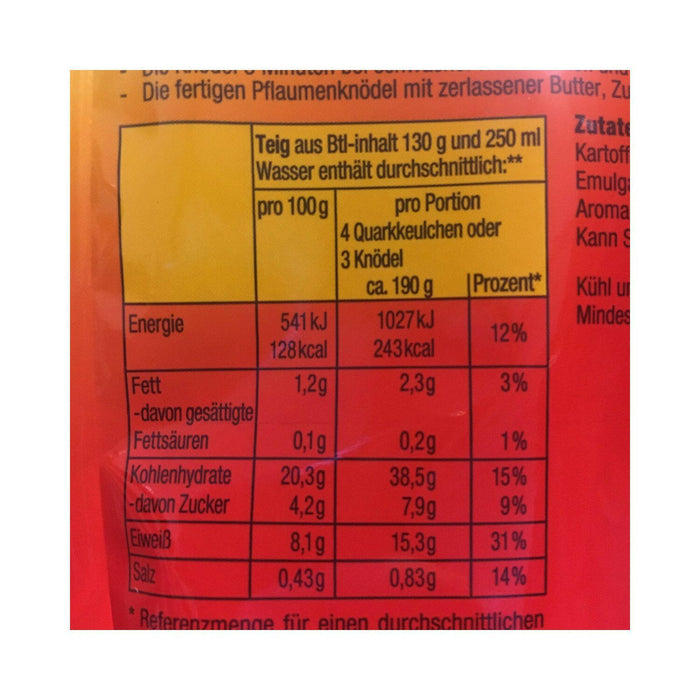 - Die fertigen Pflaumenknödel mit zerlassener Butter, Zu
Teig aus Btl-inhalt 130 g und 250 ml
Wasser enthält durchschnittlich:**
pro 100g
pro Portion
4 Quarkkeulchen oder
3 Knödel
ca. 190 g
Prozent*
Energie
541 kJ
1027 kJ
12%
128 kcal
243 kcal
Fett
1,2g
2,3g
3%
-davon gesättigte
Fettsäuren
0,1g
0,2g
1%
Kohlenhydrate
20,3g
38,5g
15%
-davon Zucker
4,2g
7,9g
9%
Eiweiß
8,1g
15,3g
31%
Salz
0,43g
0,83g
14%
* Referenzmenge für einen durchschnittlichen
Zutate
Kartoff
Emulga
Aroma
Kann S
Kühl un
Mindes